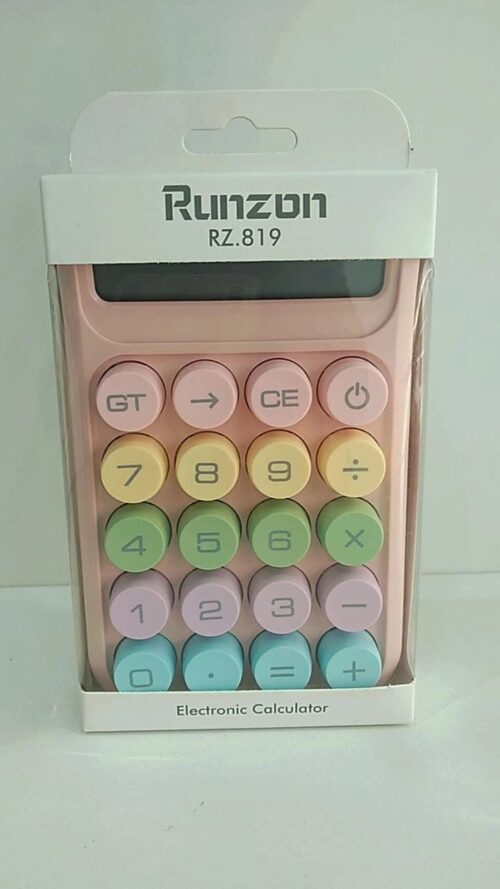 Runzon
RZ.819
GT → CE
7 8 9 ÷
4 5 6 ×
1 2 3 −
0 . = +
Electronic Calculator